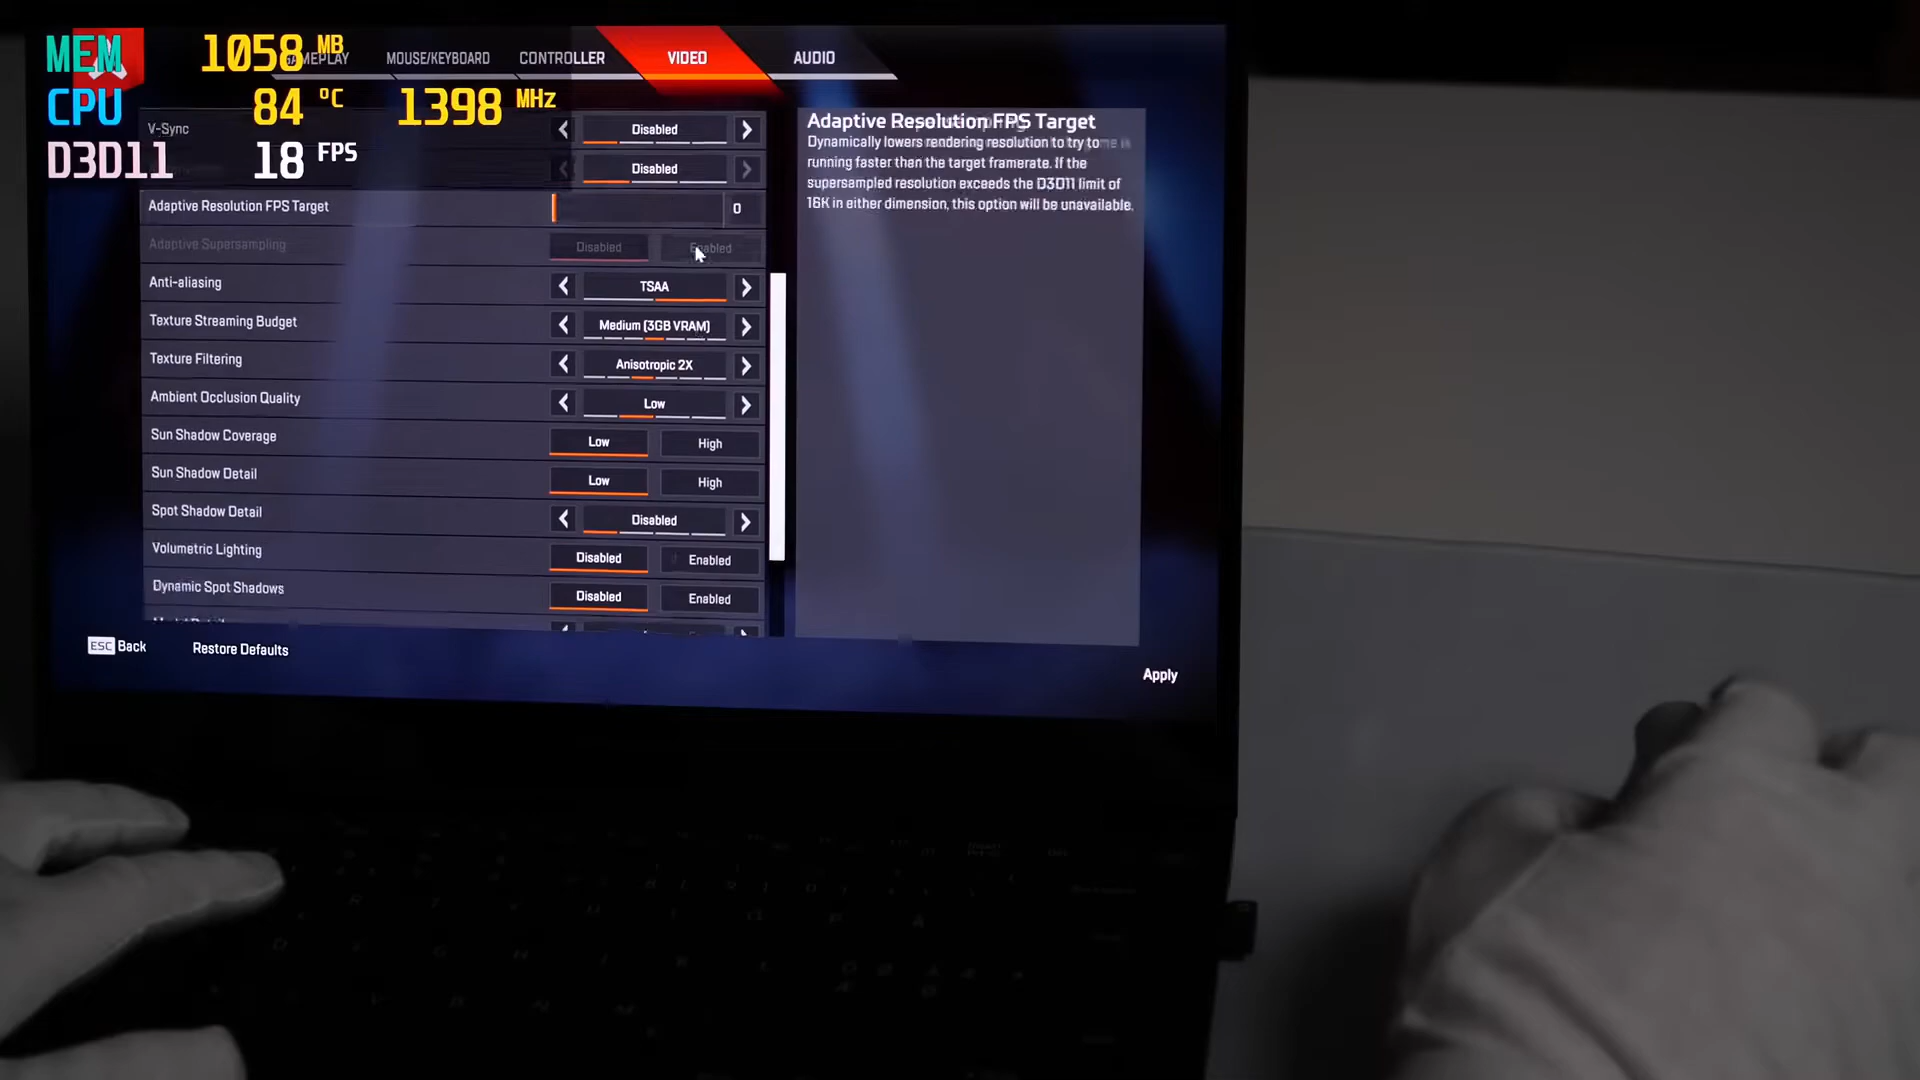 MEM 1058 MB
CPU 84 °C 1398 MHz
D3D11 18 FPS
MOUSE/KEYBOARD CONTROLLER VIDEO AUDIO
V-Sync Disabled
Disabled
Adaptive Resolution FPS Target 0
Adaptive Supersampling Disabled Enabled
Anti-aliasing TSAA
Texture Streaming Budget Medium (3GB VRAM)
Texture Filtering Anisotropic 2X
Ambient Occlusion Quality Low
Sun Shadow Coverage Low High
Sun Shadow Detail Low High
Spot Shadow Detail Disabled
Volumetric Lighting Disabled Enabled
Dynamic Spot Shadows Disabled Enabled
Adaptive Resolution FPS Target
Dynamically lowers rendering resolution to try to
running faster than the target framerate. If the
supersampled resolution exceeds the D3D11 limit of
16K in either dimension, this option will be unavailable.
ESC Back Restore Defaults
Apply